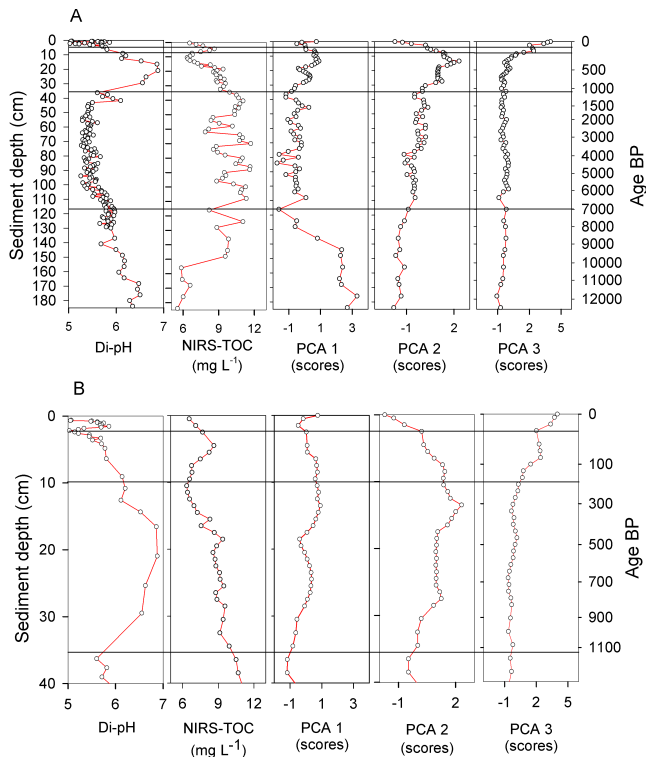 A
0
10
20
30
40
50
60
70
80
90
100
110
120
130
140
150
160
170
180
Sediment depth (cm)
0
500
1000
1500
2000
3000
4000
5000
6000
7000
8000
9000
10000
11000
12000
Age BP
5 6 7
6 9 12
-1 1 3
-1 2
-1 2 5
Di-pH
NIRS-TOC
(mg L-1)
PCA 1
(scores)
PCA 2
(scores)
PCA 3
(scores)
B
0
10
20
30
40
Sediment depth (cm)
0
100
200
300
500
700
900
1100
Age BP
5 6 7
6 9 12
-1 1 3
-1 2
-1 2 5
Di-pH
NIRS-TOC
(mg L-1)
PCA 1
(scores)
PCA 2
(scores)
PCA 3
(scores)